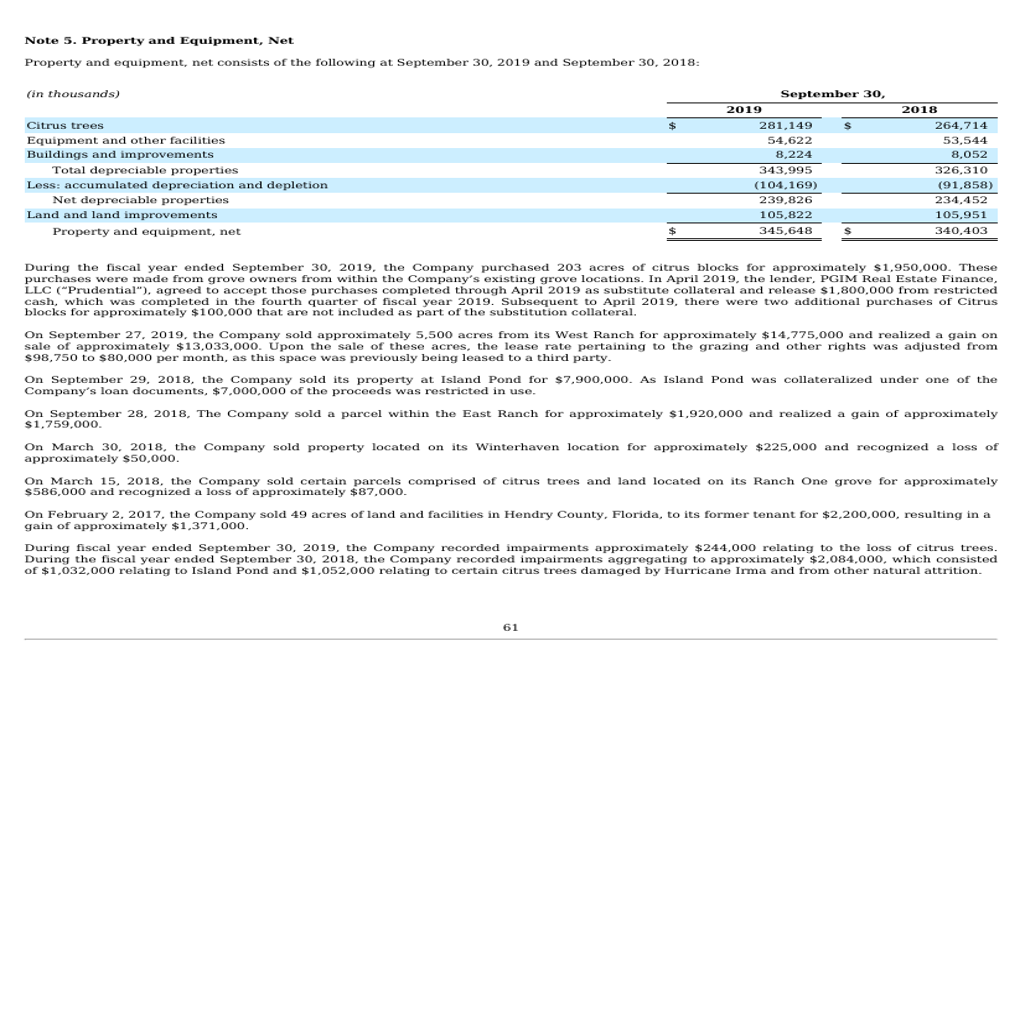 Note 5. Property and Equipment, Net
Property and equipment, net consists of the following at September 30, 2019 and September 30, 2018:
(in thousands) September 30,
2019 2018
Citrus trees $ 281,149 $ 264,714
Equipment and other facilities 54,622 53,544
Buildings and improvements 8,224 8,052
Total depreciable properties 343,995 326,310
Less: accumulated depreciation and depletion (104,169) (91,858)
Net depreciable properties 239,826 234,452
Land and land improvements 105,822 105,951
Property and equipment, net $ 345,648 $ 340,403
During the fiscal year ended September 30, 2019, the Company purchased 203 acres of citrus blocks for approximately $1,950,000. These
purchases were made from grove owners from within the Company’s existing grove locations. In April 2019, the lender, PGIM Real Estate Finance,
LLC (“Prudential”), agreed to accept those purchases completed through April 2019 as substitute collateral and release $1,800,000 from restricted
cash, which was completed in the fourth quarter of fiscal year 2019. Subsequent to April 2019, there were two additional purchases of Citrus
blocks for approximately $100,000 that are not included as part of the substitution collateral.
On September 27, 2019, the Company sold approximately 5,500 acres from its West Ranch for approximately $14,775,000 and realized a gain on
sale of approximately $13,033,000. Upon the sale of these acres, the lease rate pertaining to the grazing and other rights was adjusted from
$98,750 to $80,000 per month, as this space was previously being leased to a third party.
On September 29, 2018, the Company sold its property at Island Pond for $7,900,000. As Island Pond was collateralized under one of the
Company’s loan documents, $7,000,000 of the proceeds was restricted in use.
On September 28, 2018, The Company sold a parcel within the East Ranch for approximately $1,920,000 and realized a gain of approximately
$1,759,000.
On March 30, 2018, the Company sold property located on its Winterhaven location for approximately $225,000 and recognized a loss of
approximately $50,000.
On March 15, 2018, the Company sold certain parcels comprised of citrus trees and land located on its Ranch One grove for approximately
$586,000 and recognized a loss of approximately $87,000.
On February 2, 2017, the Company sold 49 acres of land and facilities in Hendry County, Florida, to its former tenant for $2,200,000, resulting in a
gain of approximately $1,371,000.
During fiscal year ended September 30, 2019, the Company recorded impairments approximately $244,000 relating to the loss of citrus trees.
During the fiscal year ended September 30, 2018, the Company recorded impairments aggregating to approximately $2,084,000, which consisted
of $1,032,000 relating to Island Pond and $1,052,000 relating to certain citrus trees damaged by Hurricane Irma and from other natural attrition.
61